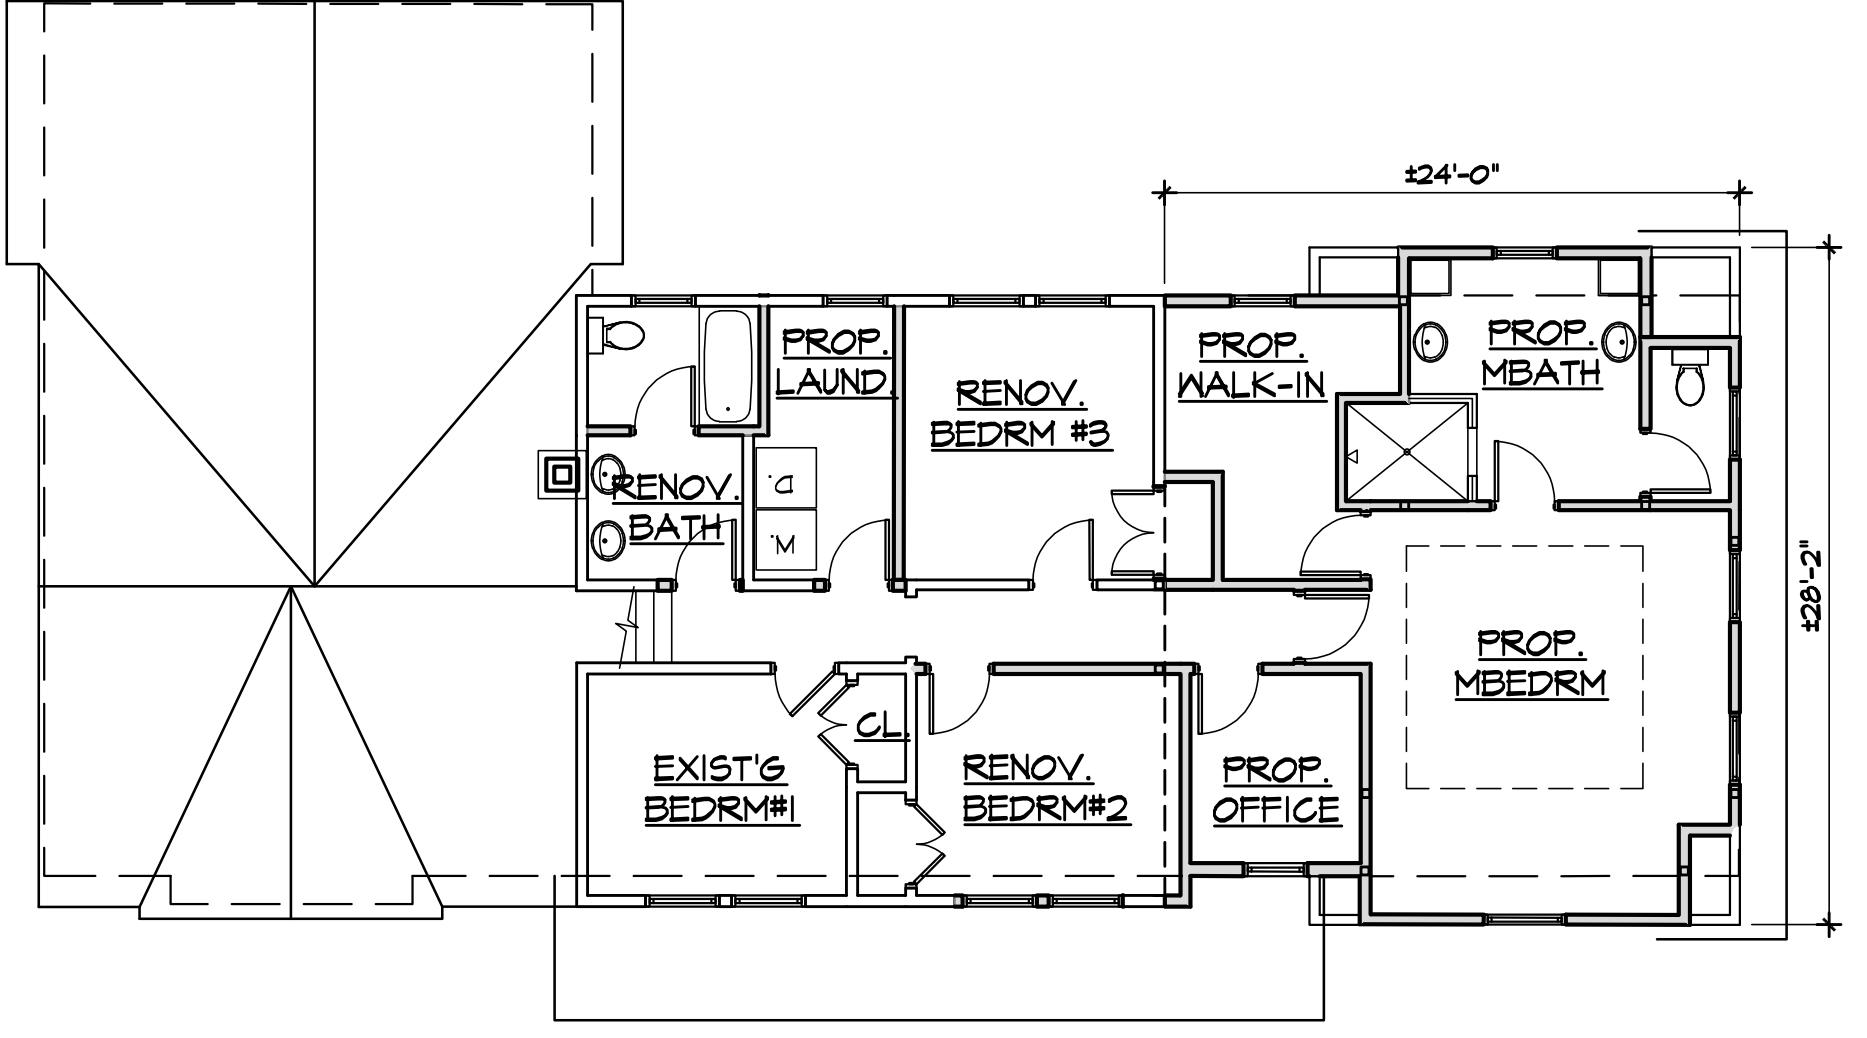 ±24'-0"
PROP.
LAUND.
PROP.
WALK-IN
PROP.
MBATH
RENOV.
BEDRM #3
RENOV.
BATH
D.
W.
±28'-2"
PROP.
MBEDRM
CL.
EXIST'G
BEDRM#1
RENOV.
BEDRM#2
PROP.
OFFICE